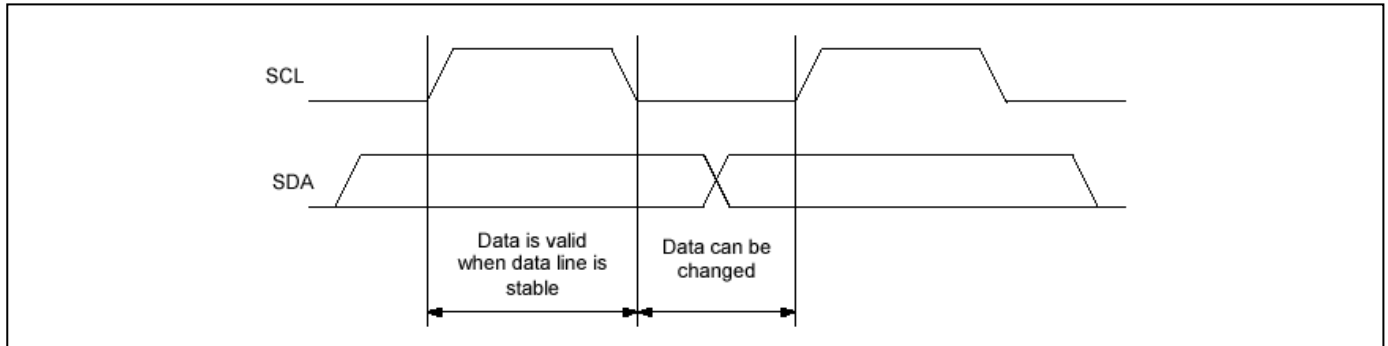 SCL
SDA
Data is valid
when data line is
stable
Data can be
changed